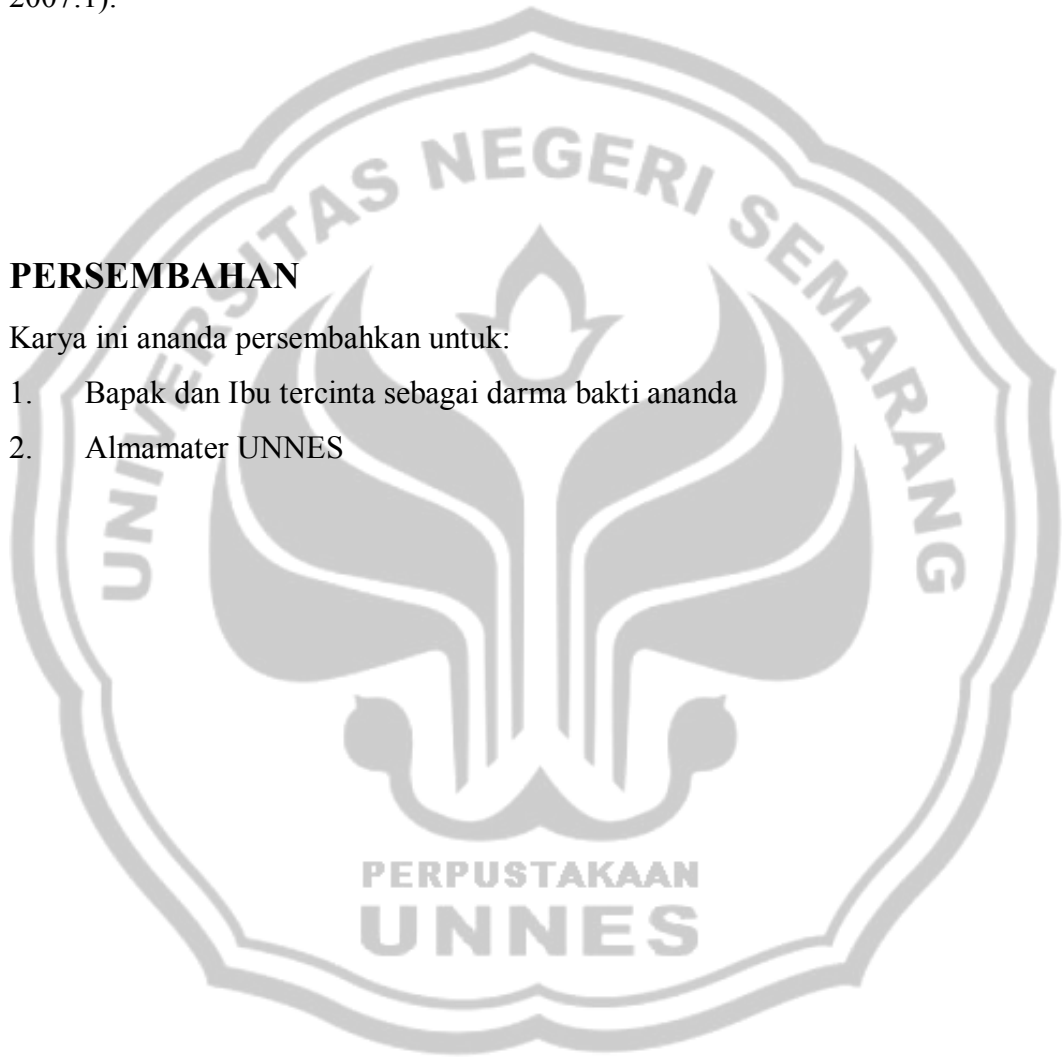 2007:1).
UNIVERSITAS NEGERI SEMARANG
PERSEMBAHAN
Karya ini ananda persembahkan untuk:
1. Bapak dan Ibu tercinta sebagai darma bakti ananda
2. Almamater UNNES
PERPUSTAKAAN
UNNES